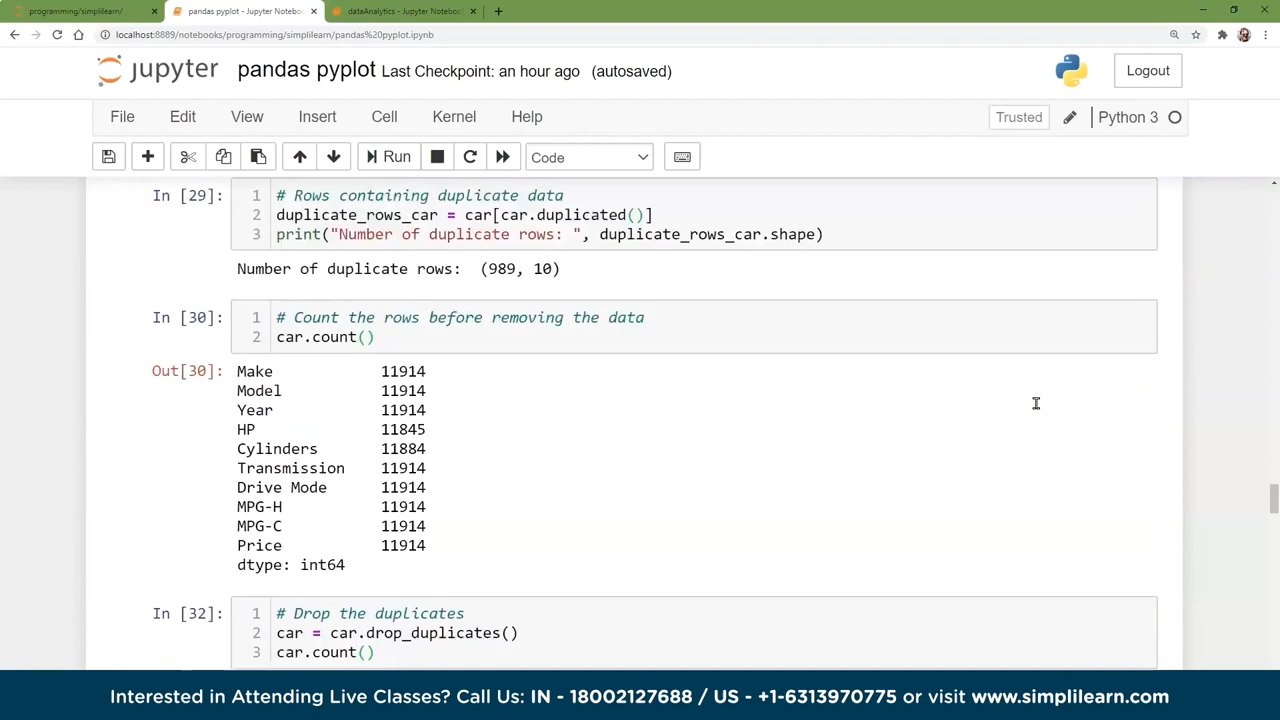 programming/simplilearn/
pandas pyplot - Jupyter Noteboo
dataAnalytics - Jupyter Noteboo
localhost:8889/notebooks/programming/simplilearn/pandas%20pyplot.ipynb
jupyter pandas pyplot Last Checkpoint: an hour ago (autosaved)
Logout
File Edit View Insert Cell Kernel Help
Trusted Python 3
Run Code
In [29]: 1 # Rows containing duplicate data
2 duplicate_rows_car = car[car.duplicated()]
3 print("Number of duplicate rows: ", duplicate_rows_car.shape)
Number of duplicate rows:  (989, 10)
In [30]: 1 # Count the rows before removing the data
2 car.count()
Out[30]: Make 11914
Model 11914
Year 11914
HP 11845
Cylinders 11884
Transmission 11914
Drive Mode 11914
MPG-H 11914
MPG-C 11914
Price 11914
dtype: int64
In [32]: 1 # Drop the duplicates
2 car = car.drop_duplicates()
3 car.count()
Interested in Attending Live Classes? Call Us: IN - 18002127688 / US - +1-6313970775 or visit www.simplilearn.com